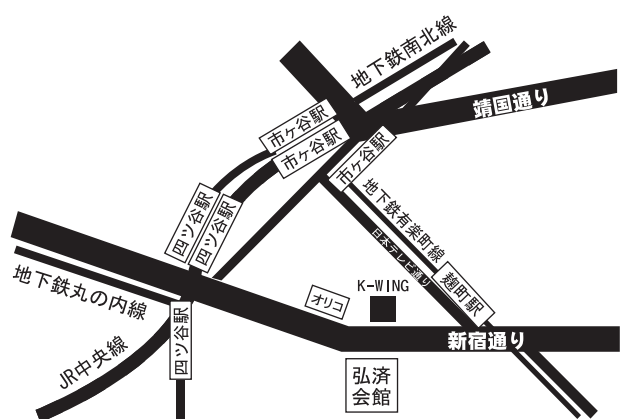 地下鉄南北線
靖国通り
市ヶ谷駅
市ヶ谷駅
市ヶ谷駅
四ツ谷駅
四ツ谷駅
地下鉄有楽町線
日本テレビ通り
麹町駅
地下鉄丸の内線
オリコ
K-WING
四ツ谷駅
新宿通り
JR中央線
弘済
会館